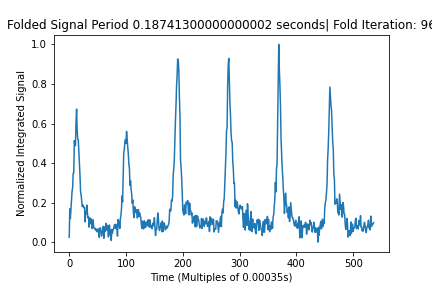 Folded Signal Period 0.18741300000000002 seconds| Fold Iteration: 96
1.0
0.8
0.6
0.4
0.2
0.0
Normalized Integrated Signal
0 100 200 300 400 500
Time (Multiples of 0.00035s)